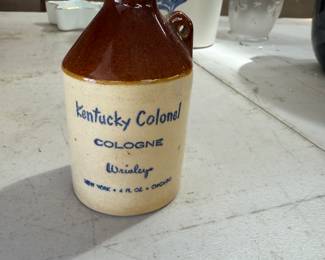 Kentucky Colonel
COLOGNE
Wrisley
NEW YORK • 4 FL. OZ • CHICAGO